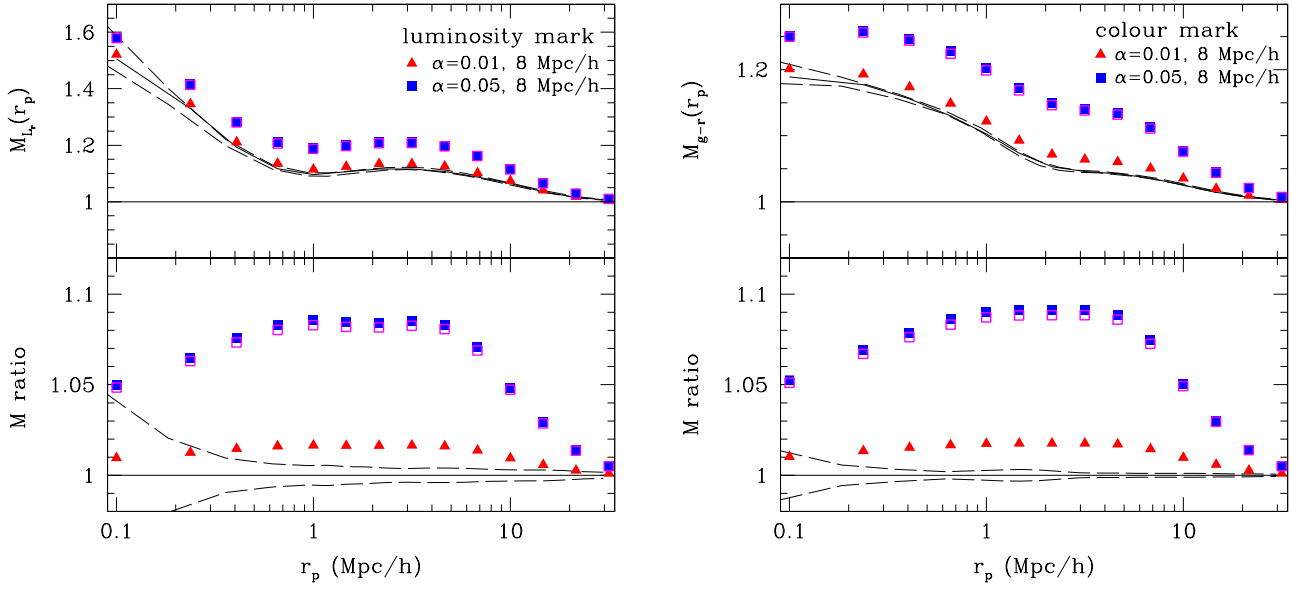 luminosity mark
α=0.01, 8 Mpc/h
α=0.05, 8 Mpc/h
M_{L_r}(r_p)
1.6
1.4
1.2
1
M ratio
1.1
1.05
1
0.1
1
10
r_p (Mpc/h)
colour mark
α=0.01, 8 Mpc/h
α=0.05, 8 Mpc/h
M_{g-r}(r_p)
1.2
1
M ratio
1.1
1.05
1
0.1
1
10
r_p (Mpc/h)